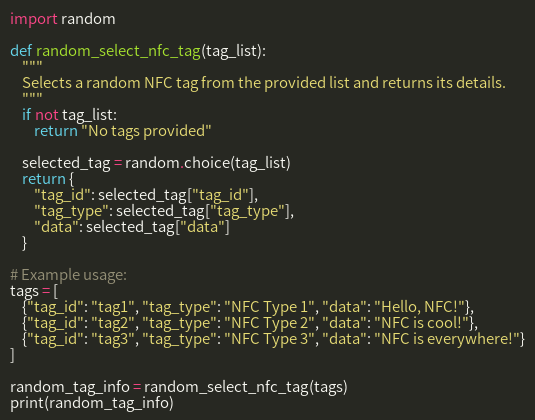 import random

def random_select_nfc_tag(tag_list):
    """
    Selects a random NFC tag from the provided list and returns its details.
    """
    if not tag_list:
        return "No tags provided"

    selected_tag = random.choice(tag_list)
    return {
        "tag_id": selected_tag["tag_id"],
        "tag_type": selected_tag["tag_type"],
        "data": selected_tag["data"]
    }

# Example usage:
tags = [
    {"tag_id": "tag1", "tag_type": "NFC Type 1", "data": "Hello, NFC!"},
    {"tag_id": "tag2", "tag_type": "NFC Type 2", "data": "NFC is cool!"},
    {"tag_id": "tag3", "tag_type": "NFC Type 3", "data": "NFC is everywhere!"}
]

random_tag_info = random_select_nfc_tag(tags)
print(random_tag_info)